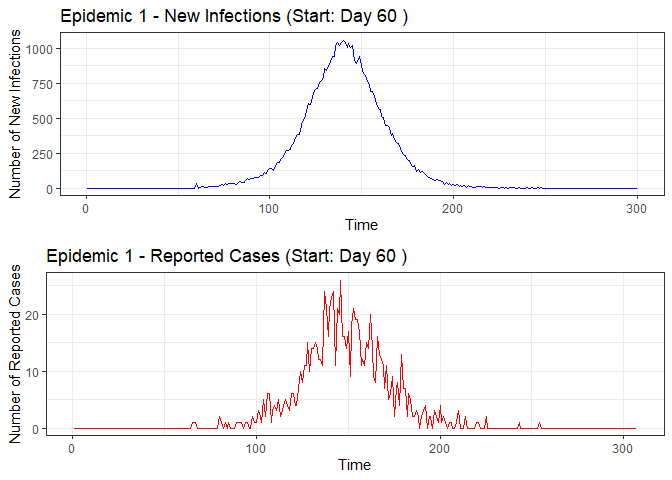 Epidemic 1 - New Infections (Start: Day 60 )
Number of New Infections
1000
750
500
250
0
0 100 200 300
Time
Epidemic 1 - Reported Cases (Start: Day 60 )
Number of Reported Cases
20
10
0
0 100 200 300
Time